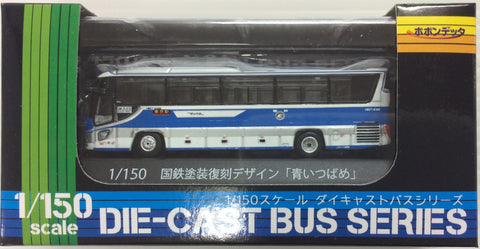 ポポンデッタ
1/150 国鉄塗装復刻デザイン「青いつばめ」
1/150スケール ダイキャストバスシリーズ
1/150
scale
DIE-CAST BUS SERIES